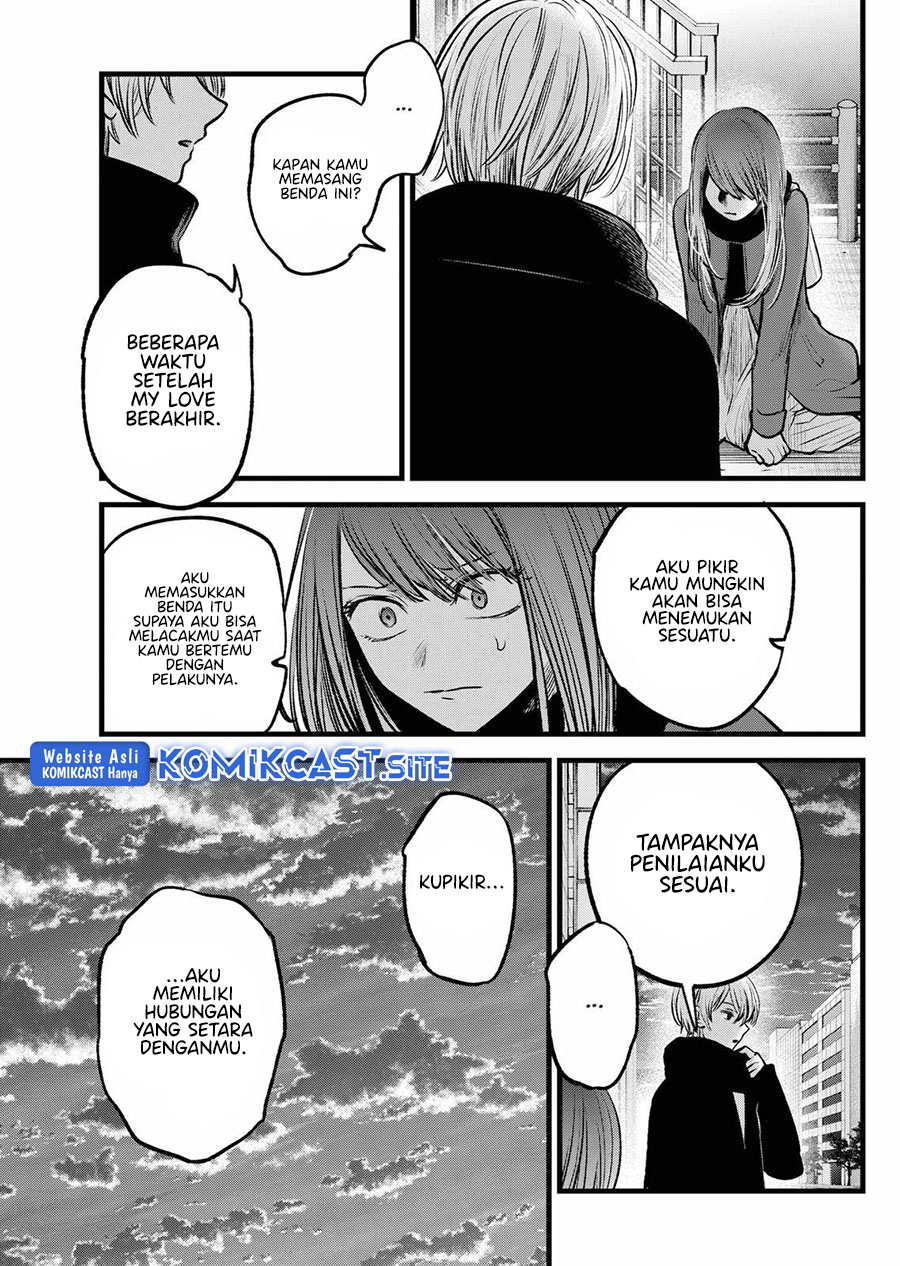 ...
KAPAN KAMU
MEMASANG
BENDA INI?
BEBERAPA
WAKTU
SETELAH
MY LOVE
BERAKHIR.
AKU PIKIR
KAMU MUNGKIN
AKAN BISA
MENEMUKAN
SESUATU.
AKU
MEMASUKKAN
BENDA ITU
SUPAYA AKU BISA
MELACAKMU SAAT
KAMU BERTEMU
DENGAN
PELAKUNYA.
Website Asli
KOMIKCAST Hanya
KOMIKCAST.SITE
TAMPAKNYA
PENILAIANKU
SESUAI.
...
KUPIKIR...
...AKU
MEMILIKI
HUBUNGAN
YANG SETARA
DENGANMU.